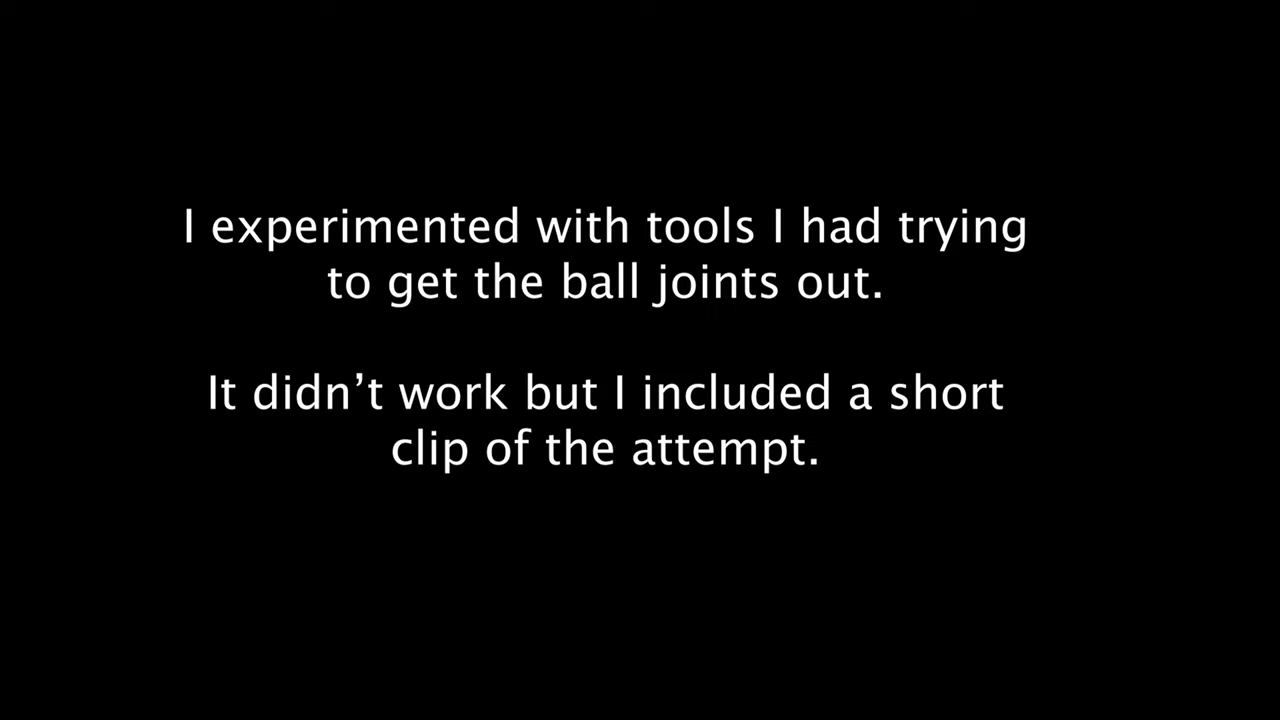 I experimented with tools I had trying
to get the ball joints out.
It didn’t work but I included a short
clip of the attempt.